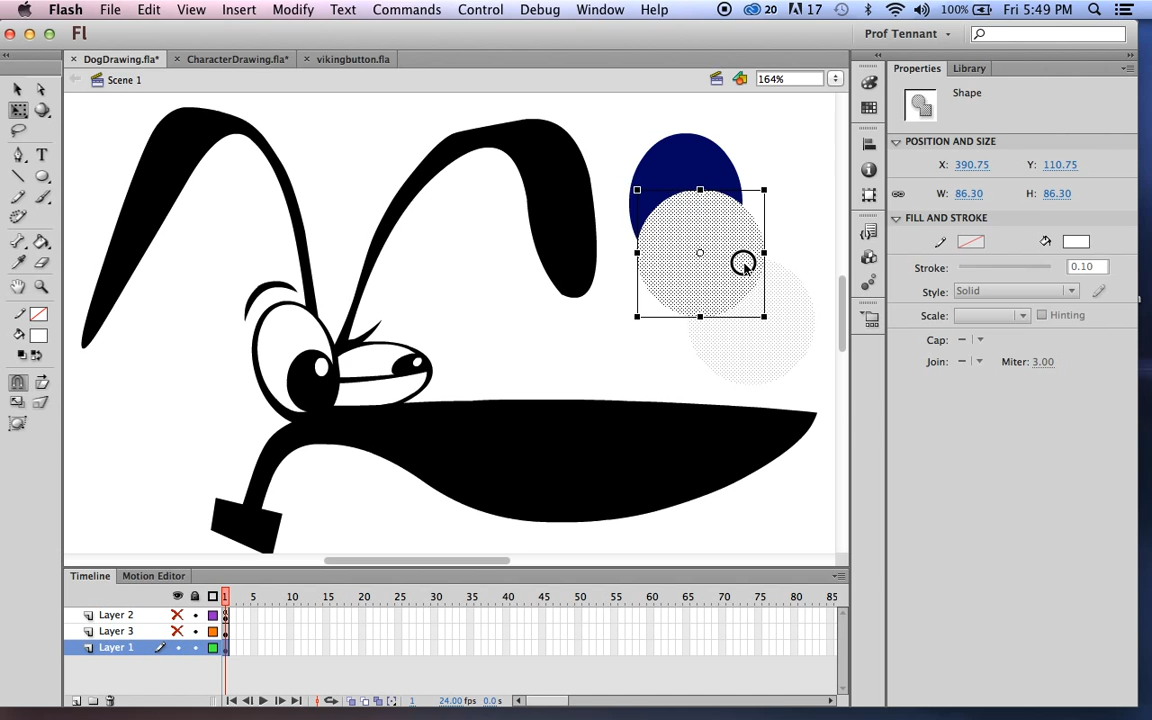 Flash File Edit View Insert Modify Text Commands Control Debug Window Help 20 17 100% Fri 5:49 PM
Fl Prof Tennant
× DogDrawing.fla* × CharacterDrawing.fla* × vikingbutton.fla
Properties Library
Scene 1 164%
Shape
POSITION AND SIZE
X: 390.75 Y: 110.75
W: 86.30 H: 86.30
FILL AND STROKE
Stroke: 0.10
Style: Solid
Scale: Hinting
Cap:
Join: Miter: 3.00
T
Timeline Motion Editor
1 5 10 15 20 25 30 35 40 45 50 55 60 65 70 75 80 85
Layer 2
Layer 3
Layer 1
1 24.00 fps 0.0 s